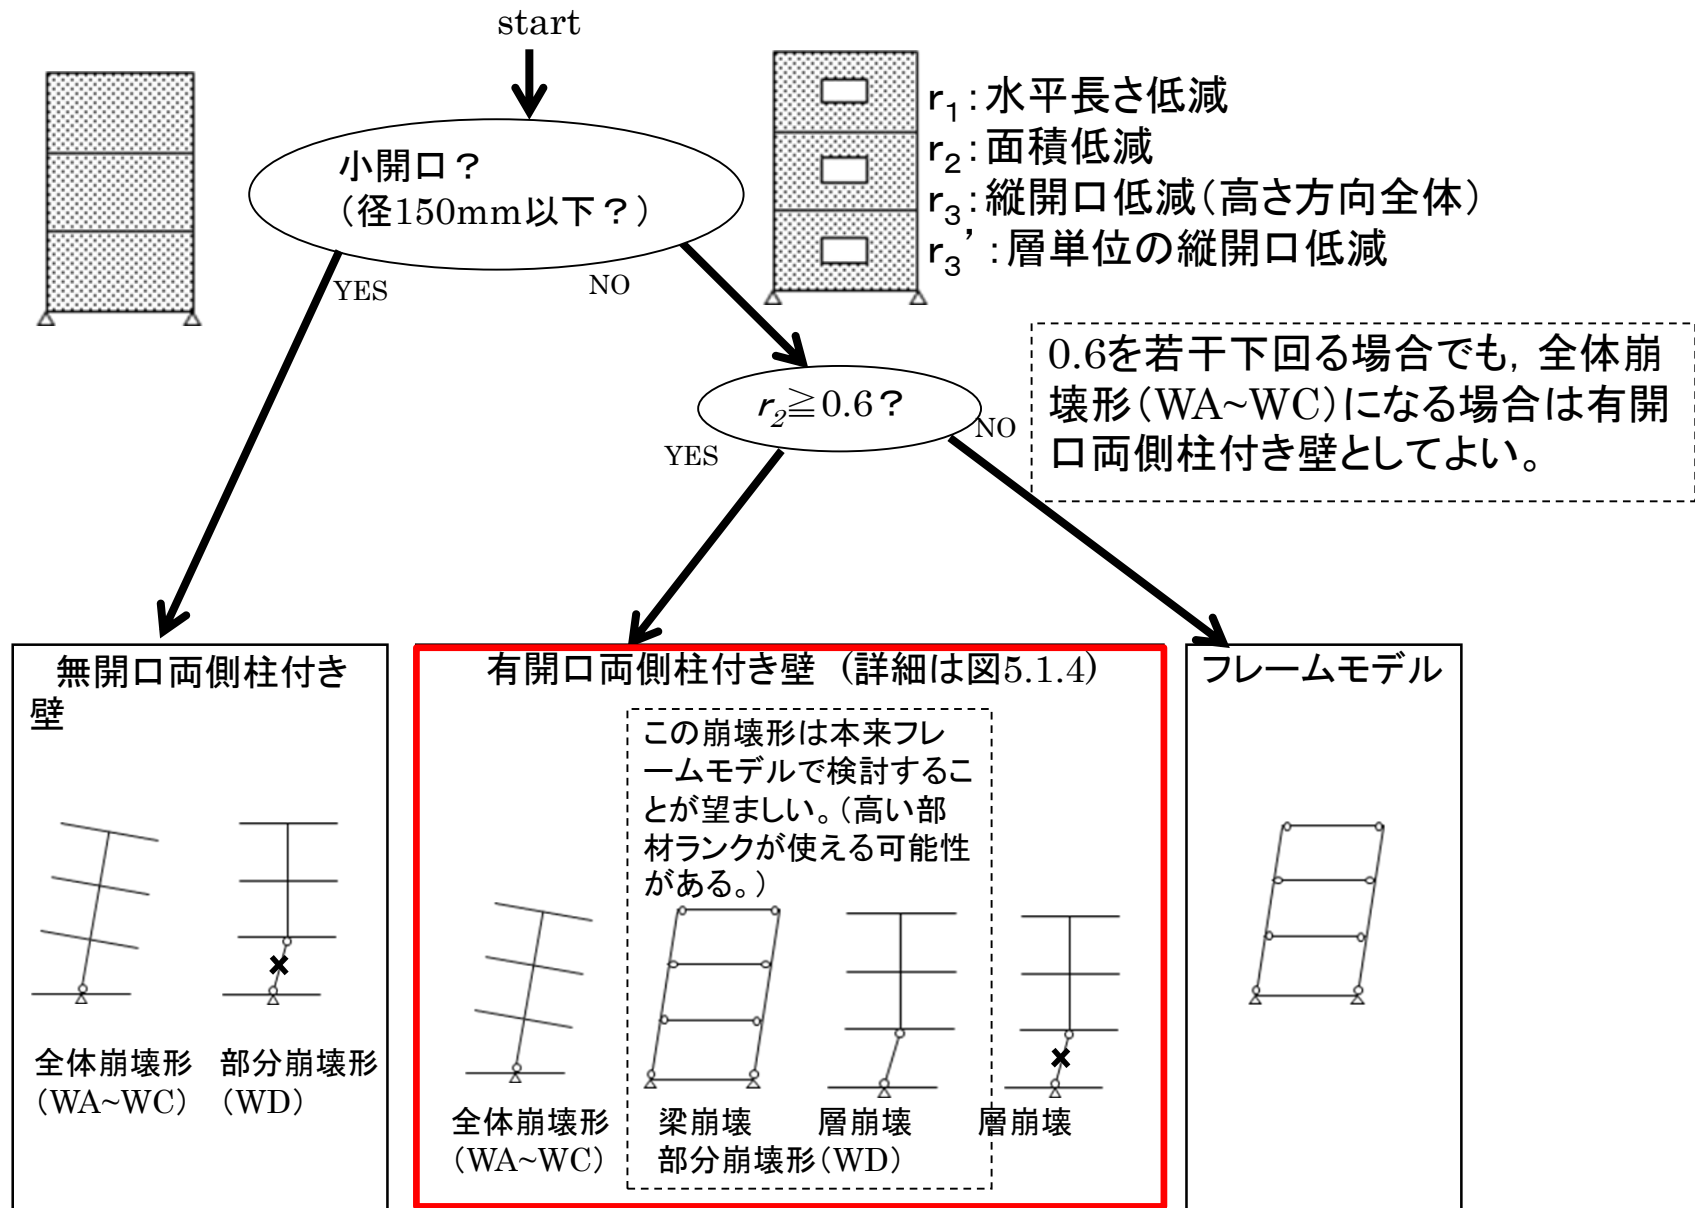 start
小開口？
（径150mm以下？）
r1：水平長さ低減
r2：面積低減
r3：縦開口低減（高さ方向全体）
r3’：層単位の縦開口低減
YES
NO
r2≧0.6？
YES
NO
0.6を若干下回る場合でも，全体崩
壊形（WA~WC）になる場合は有開
口両側柱付き壁としてよい。
無開口両側柱付き
壁
全体崩壊形
（WA~WC）
部分崩壊形
（WD）
有開口両側柱付き壁（詳細は図5.1.4）
この崩壊形は本来フレ
ームモデルで検討するこ
とが望ましい。（高い部
材ランクが使える可能性
がある。）
全体崩壊形
（WA~WC）
梁崩壊
層崩壊
部分崩壊形（WD）
層崩壊
フレームモデル